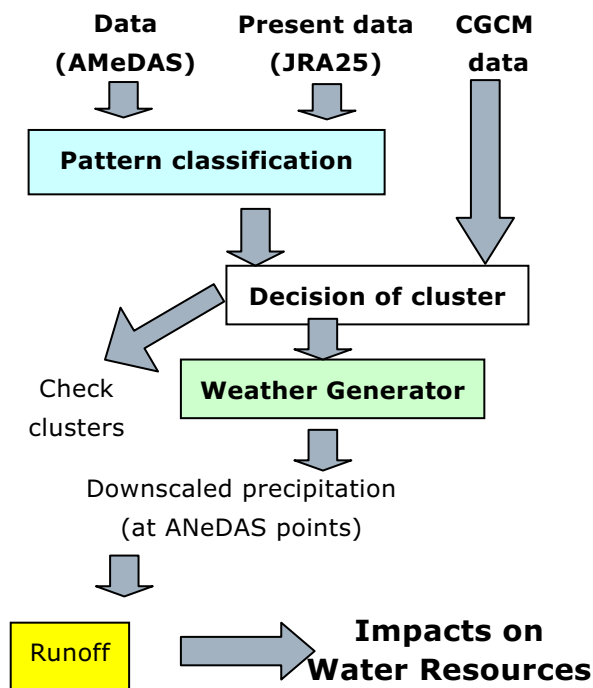 Data
(AMeDAS)
Present data
(JRA25)
CGCM
data
Pattern classification
Decision of cluster
Check
clusters
Weather Generator
Downscaled precipitation
(at ANeDAS points)
Runoff
Impacts on
Water Resources